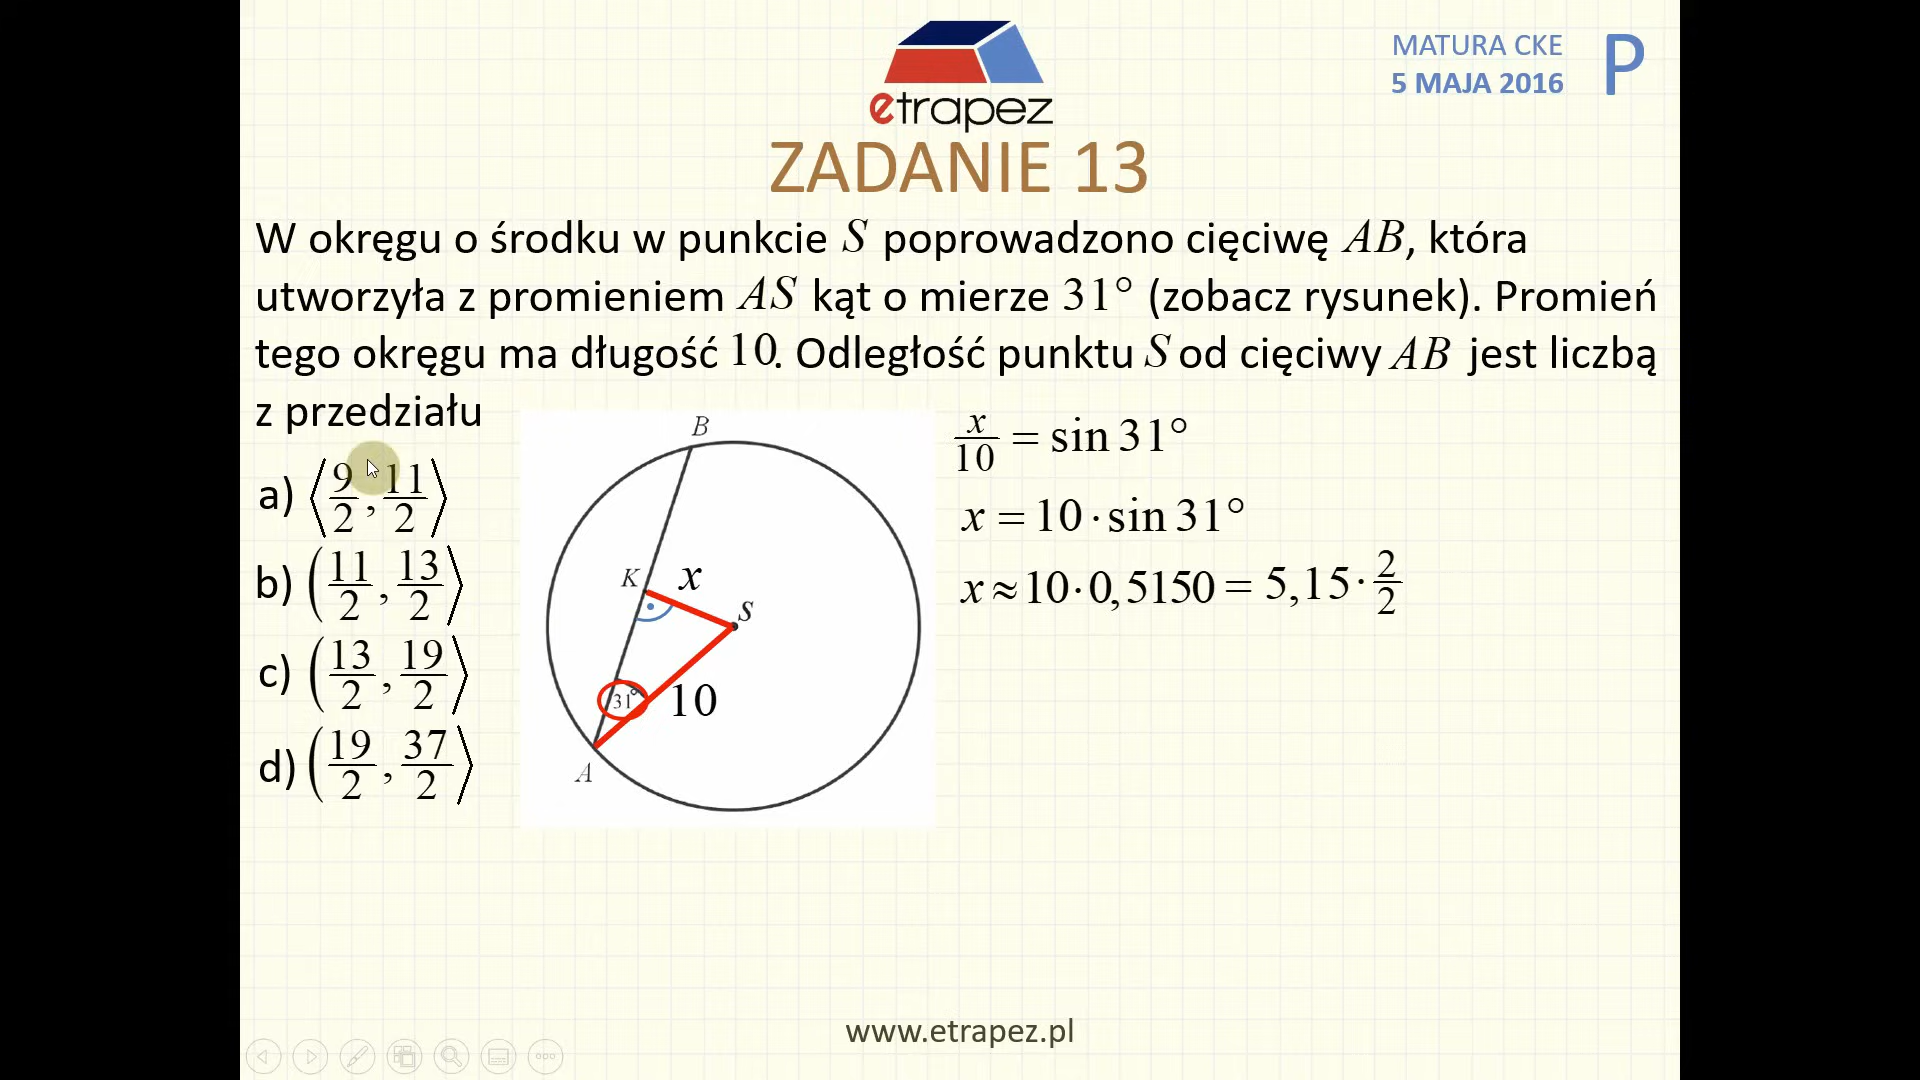 etrapez
MATURA CKE
5 MAJA 2016
P
ZADANIE 13
W okręgu o środku w punkcie S poprowadzono cięciwę AB, która
utworzyła z promieniem AS kąt o mierze 31° (zobacz rysunek). Promień
tego okręgu ma długość 10. Odległość punktu S od cięciwy AB jest liczbą
z przedziału
a) ⟨9/2, 11/2⟩
b) (11/2, 13/2⟩
c) (13/2, 19/2⟩
d) (19/2, 37/2⟩
B
K
x
S
31°
10
A
x/10 = sin 31°
x = 10·sin 31°
x ≈ 10·0,5150 = 5,15·2/2
www.etrapez.pl